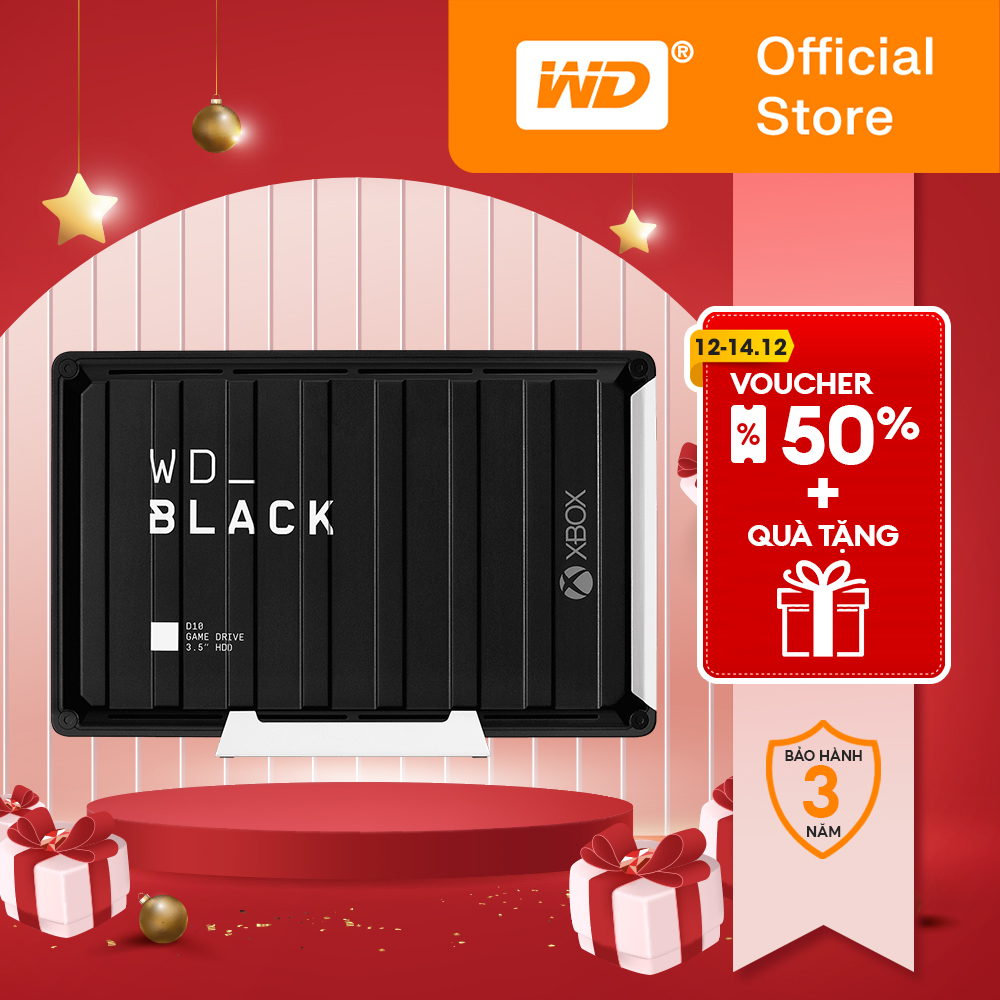 WD®
Official
Store
12-14.12
VOUCHER
% 50%
+
QUÀ TẶNG
WD_
BLACK
XBOX
D10
GAME DRIVE
3.5" HDD
BẢO HÀNH
3
NĂM